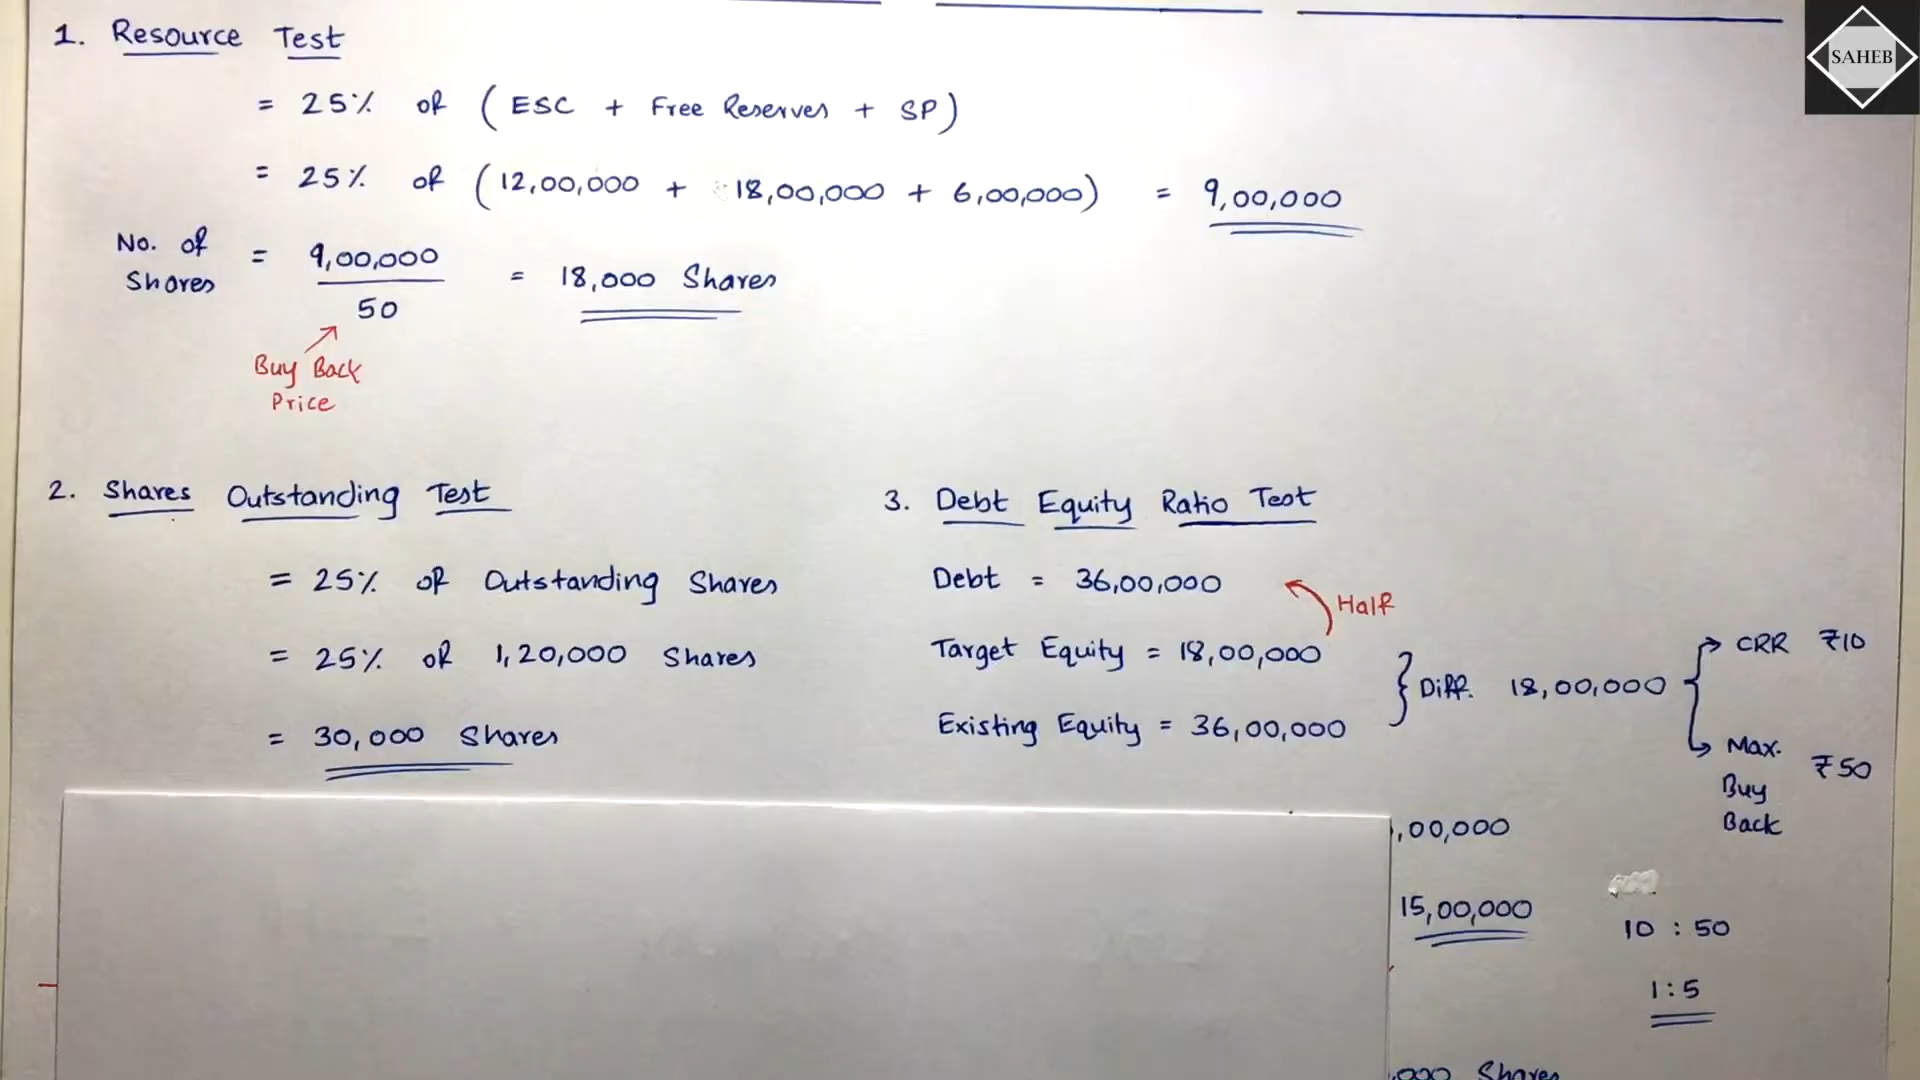 SAHEB
1. Resource Test
= 25% of (ESC + Free Reserves + SP)
= 25% of (12,00,000 + 18,00,000 + 6,00,000) = 9,00,000
No. of Shares = 9,00,000 / 50 = 18,000 Shares
Buy Back
Price
2. Shares Outstanding Test
= 25% of Outstanding Shares
= 25% of 1,20,000 Shares
= 30,000 Shares
3. Debt Equity Ratio Test
Debt = 36,00,000
Half
Target Equity = 18,00,000
Existing Equity = 36,00,000
} Diff. 18,00,000
CRR ₹10
Max. Buy Back ₹50
,00,000
15,00,000
10 : 50
1 : 5
,000 Shares